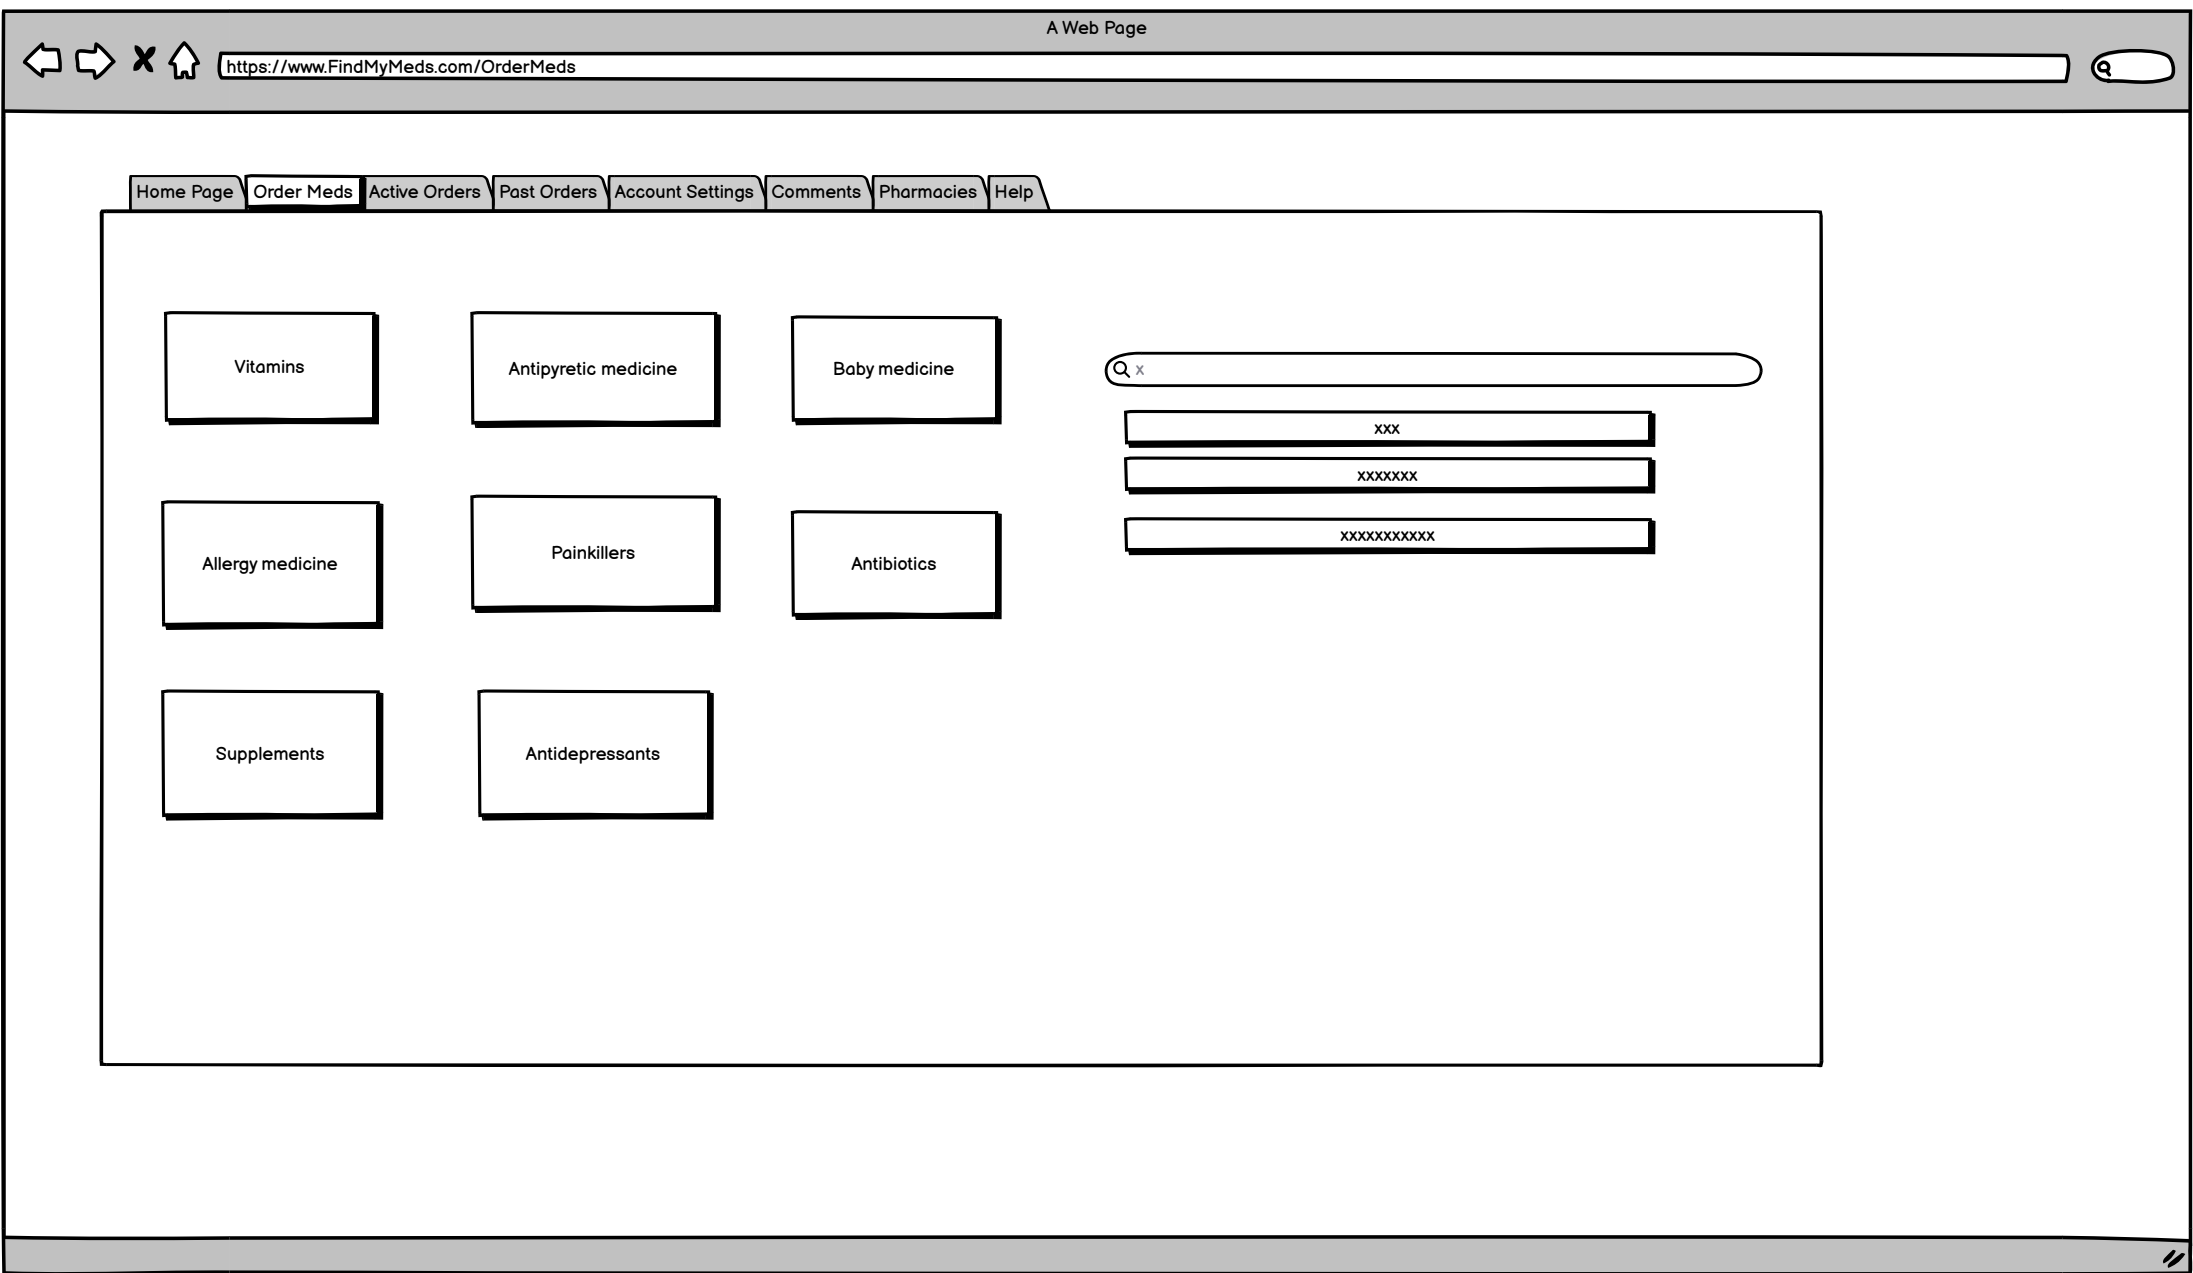 A Web Page
https://www.FindMyMeds.com/OrderMeds
Home Page Order Meds Active Orders Past Orders Account Settings Comments Pharmacies Help
Vitamins
Antipyretic medicine
Baby medicine
x
xxx
xxxxxxx
xxxxxxxxxxx
Allergy medicine
Painkillers
Antibiotics
Supplements
Antidepressants